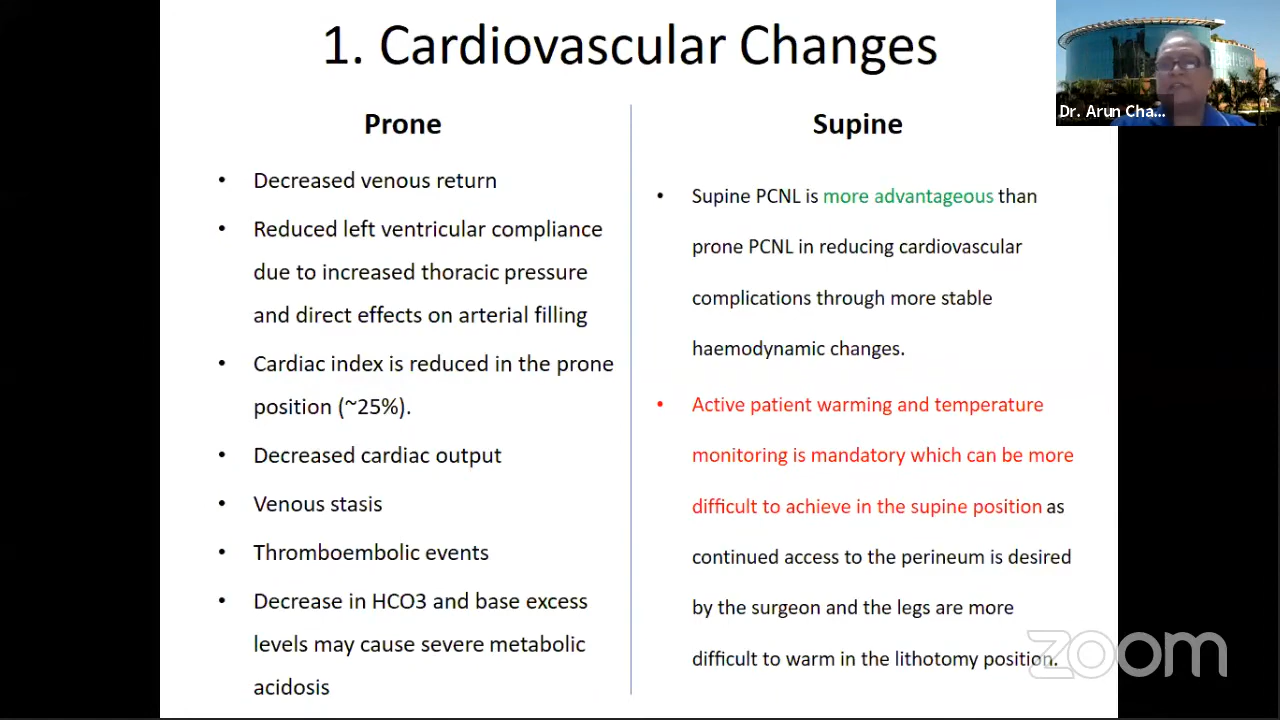 1. Cardiovascular Changes
Dr. Arun Cha...
Prone
• Decreased venous return
• Reduced left ventricular compliance
due to increased thoracic pressure
and direct effects on arterial filling
• Cardiac index is reduced in the prone
position (~25%).
• Decreased cardiac output
• Venous stasis
• Thromboembolic events
• Decrease in HCO3 and base excess
levels may cause severe metabolic
acidosis
Supine
• Supine PCNL is more advantageous than
prone PCNL in reducing cardiovascular
complications through more stable
haemodynamic changes.
• Active patient warming and temperature
monitoring is mandatory which can be more
difficult to achieve in the supine position as
continued access to the perineum is desired
by the surgeon and the legs are more
difficult to warm in the lithotomy position.
zoom